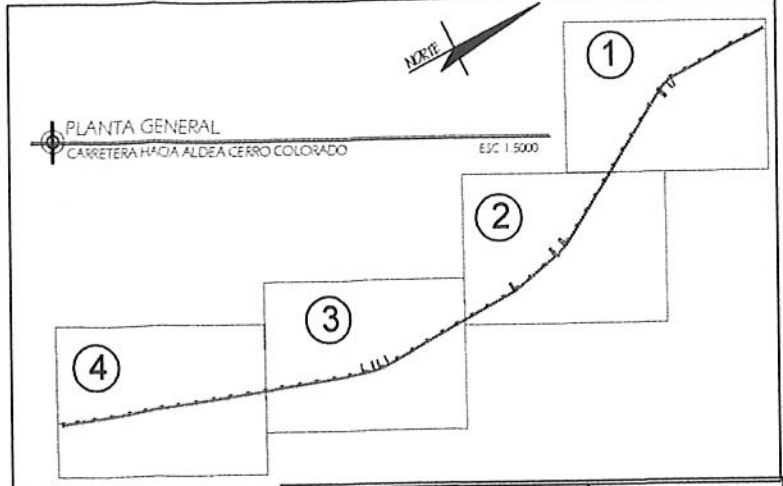 NORTE
1
PLANTA GENERAL
CARRETERA HACIA ALDEA CERRO COLORADO
ESC 1:5000
2
3
4